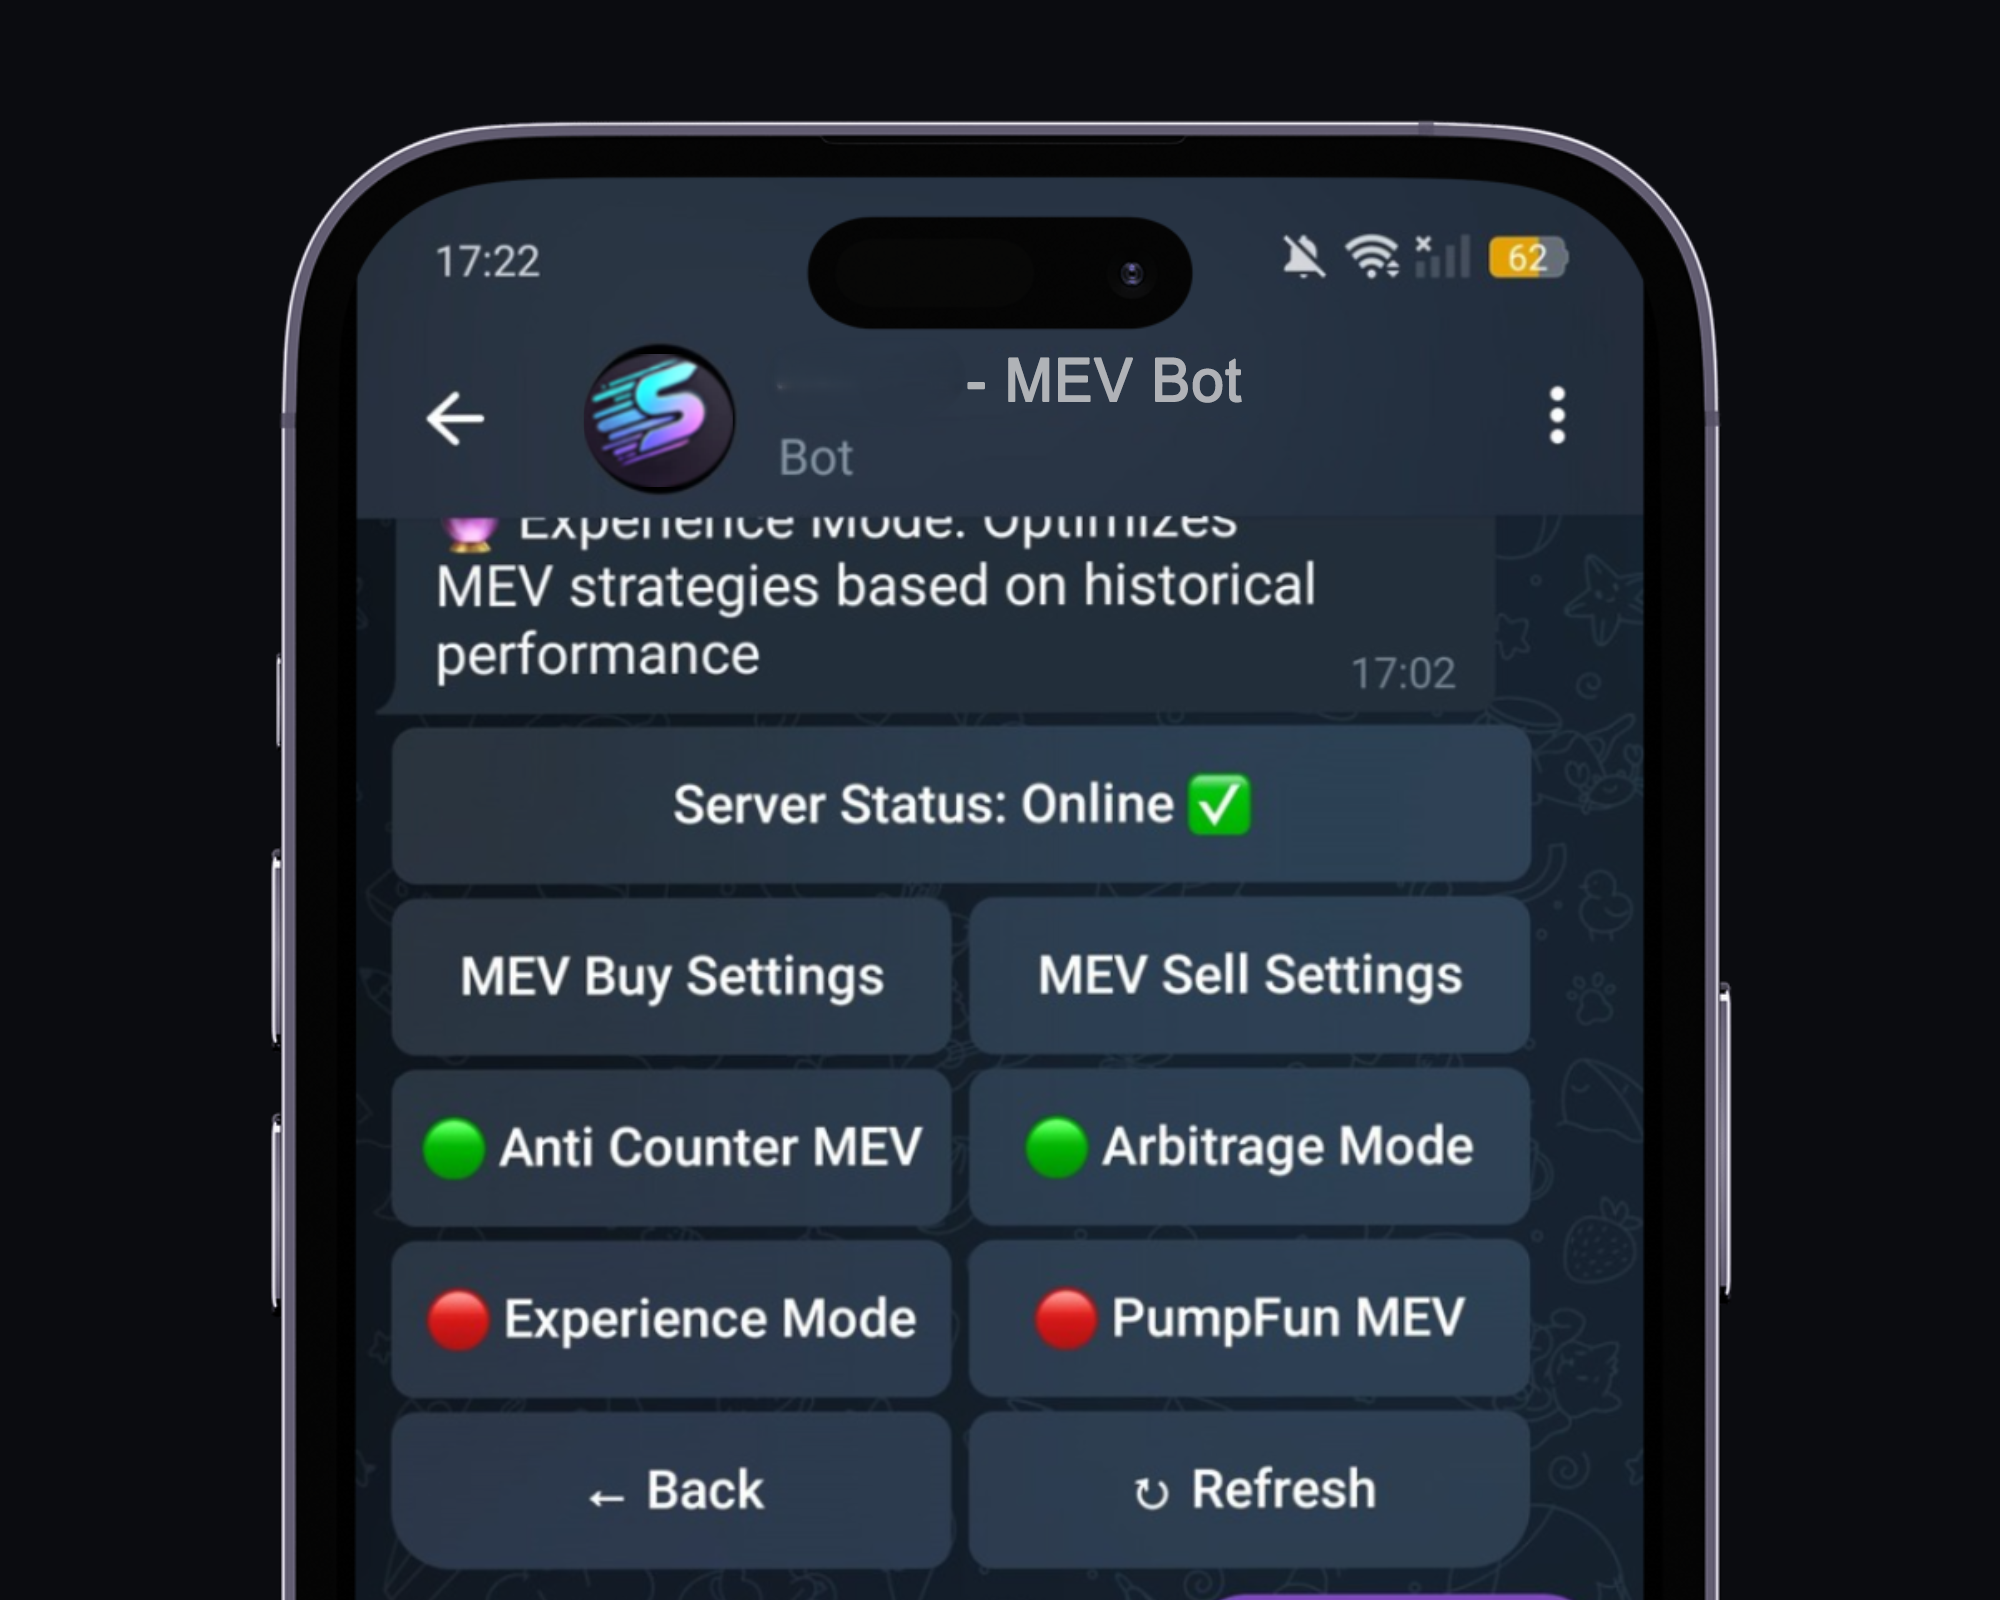 17:22
62
- MEV Bot
Bot
Experience Mode: Optimizes
MEV strategies based on historical
performance
17:02
Server Status: Online ✅
MEV Buy Settings
MEV Sell Settings
🟢 Anti Counter MEV
🟢 Arbitrage Mode
🔴 Experience Mode
🔴 PumpFun MEV
← Back
↻ Refresh